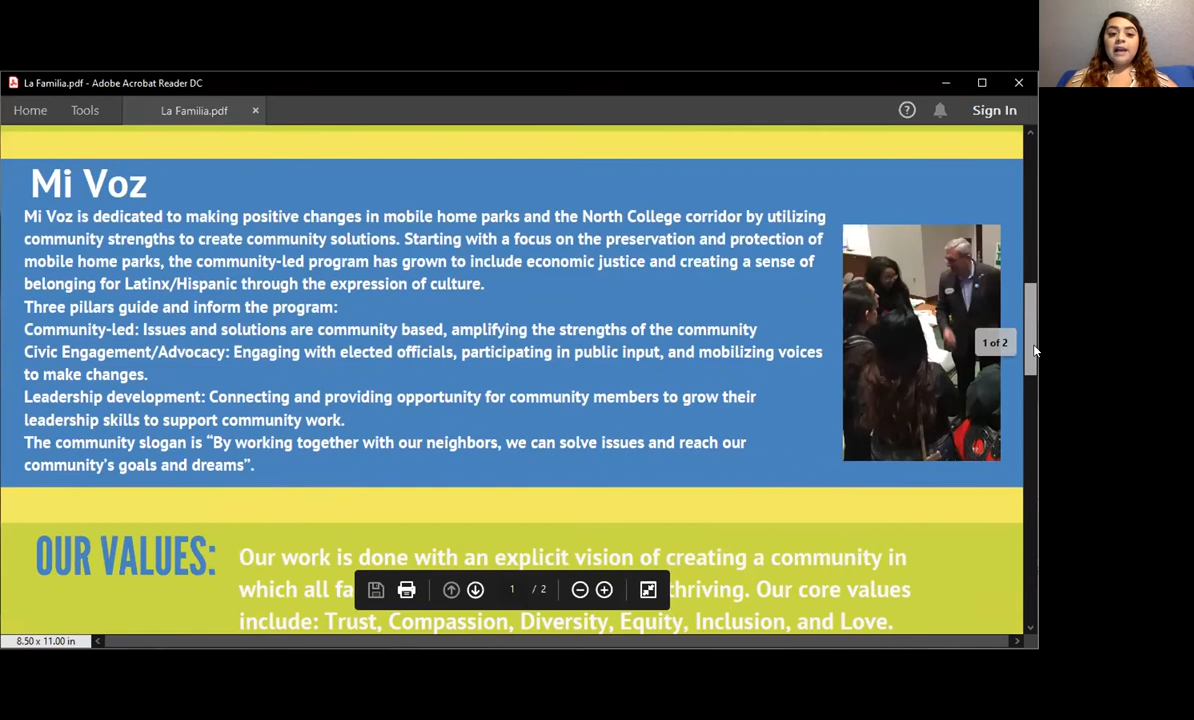 La Familia.pdf - Adobe Acrobat Reader DC
Home Tools La Familia.pdf × ? Sign In
Mi Voz
Mi Voz is dedicated to making positive changes in mobile home parks and the North College corridor by utilizing
community strengths to create community solutions. Starting with a focus on the preservation and protection of
mobile home parks, the community-led program has grown to include economic justice and creating a sense of
belonging for Latinx/Hispanic through the expression of culture.
Three pillars guide and inform the program:
Community-led: Issues and solutions are community based, amplifying the strengths of the community
Civic Engagement/Advocacy: Engaging with elected officials, participating in public input, and mobilizing voices
to make changes.
Leadership development: Connecting and providing opportunity for community members to grow their
leadership skills to support community work.
The community slogan is “By working together with our neighbors, we can solve issues and reach our
community’s goals and dreams”.
1 of 2
OUR VALUES:
Our work is done with an explicit vision of creating a community in
which all fa thriving. Our core values
include: Trust, Compassion, Diversity, Equity, Inclusion, and Love.
1 / 2
8.50 x 11.00 in